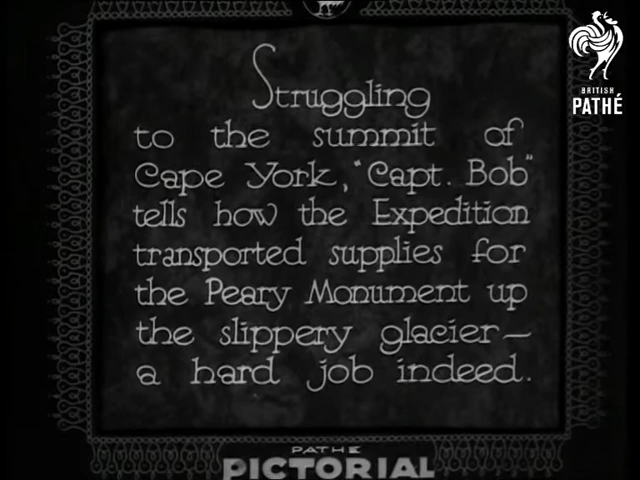 BRITISH
PATHÉ
Struggling
to the summit of
Cape York, "Capt. Bob"
tells how the Expedition
transported supplies for
the Peary Monument up
the slippery glacier—
a hard job indeed.
PATHE
PICTORIAL